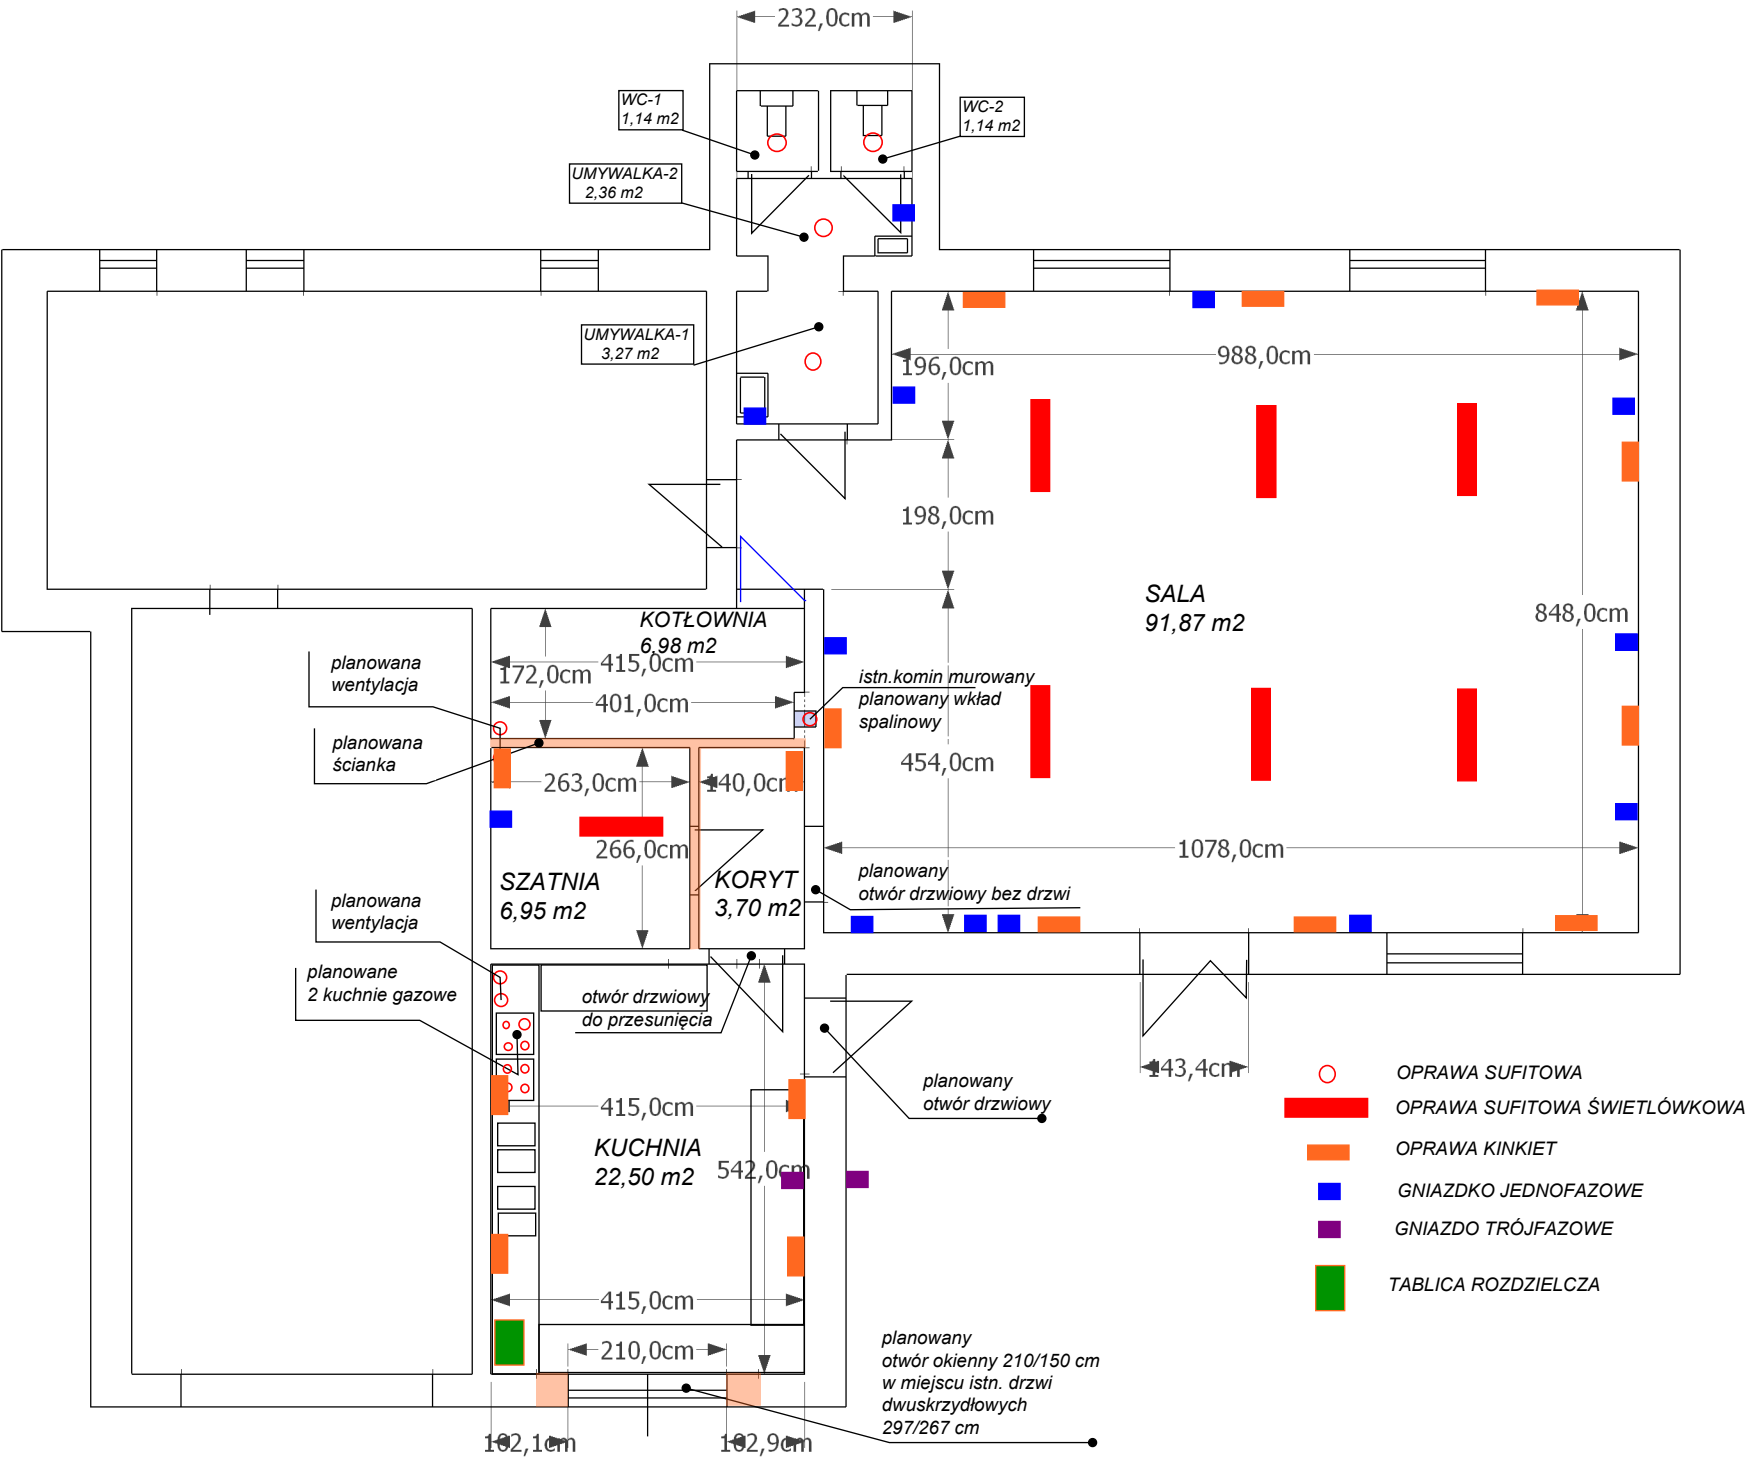 232,0cm
WC-1
1,14 m2
WC-2
1,14 m2
UMYWALKA-2
2,36 m2
UMYWALKA-1
3,27 m2
196,0cm
988,0cm
198,0cm
SALA
91,87 m2
848,0cm
KOTŁOWNIA
6,98 m2
415,0cm
172,0cm
401,0cm
planowana
wentylacja
istn.komin murowany
planowany wkład
spalinowy
planowana
ścianka
454,0cm
263,0cm
140,0cm
266,0cm
1078,0cm
SZATNIA
6,95 m2
KORYT
3,70 m2
planowany
otwór drzwiowy bez drzwi
planowana
wentylacja
planowane
2 kuchnie gazowe
otwór drzwiowy
do przesunięcia
143,4cm
planowany
otwór drzwiowy
415,0cm
KUCHNIA
22,50 m2
542,0cm
415,0cm
210,0cm
planowany
otwór okienny 210/150 cm
w miejscu istn. drzwi
dwuskrzydłowych
297/267 cm
102,1cm
102,9cm
OPRAWA SUFITOWA
OPRAWA SUFITOWA ŚWIETLÓWKOWA
OPRAWA KINKIET
GNIAZDKO JEDNOFAZOWE
GNIAZDO TRÓJFAZOWE
TABLICA ROZDZIELCZA